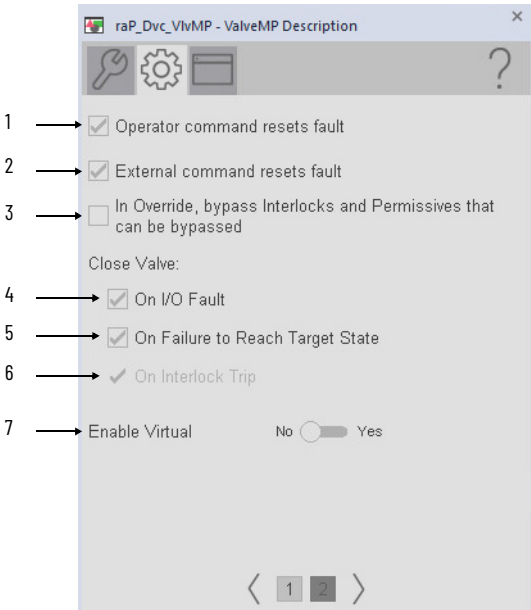 raP_Dvc_VlvMP - ValveMP Description
1 Operator command resets fault
2 External command resets fault
3 In Override, bypass Interlocks and Permissives that
can be bypassed
Close Valve:
4 On I/O Fault
5 On Failure to Reach Target State
6 On Interlock Trip
7 Enable Virtual No Yes
1 2